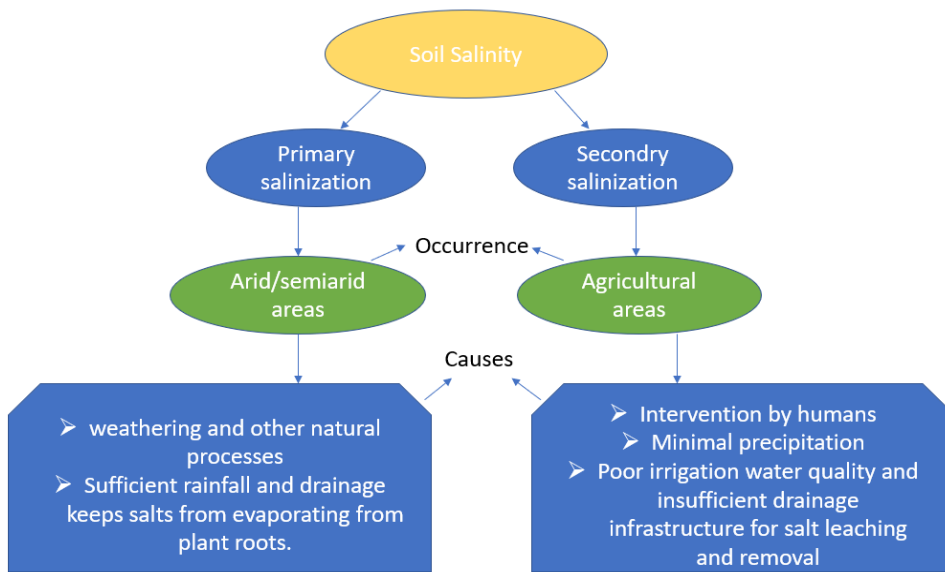 Soil Salinity
Primary
salinization
Secondry
salinization
Occurrence
Arid/semiarid
areas
Agricultural
areas
Causes
➢ weathering and other natural
processes
➢ Sufficient rainfall and drainage
keeps salts from evaporating from
plant roots.
➢ Intervention by humans
➢ Minimal precipitation
➢ Poor irrigation water quality and
insufficient drainage
infrastructure for salt leaching
and removal